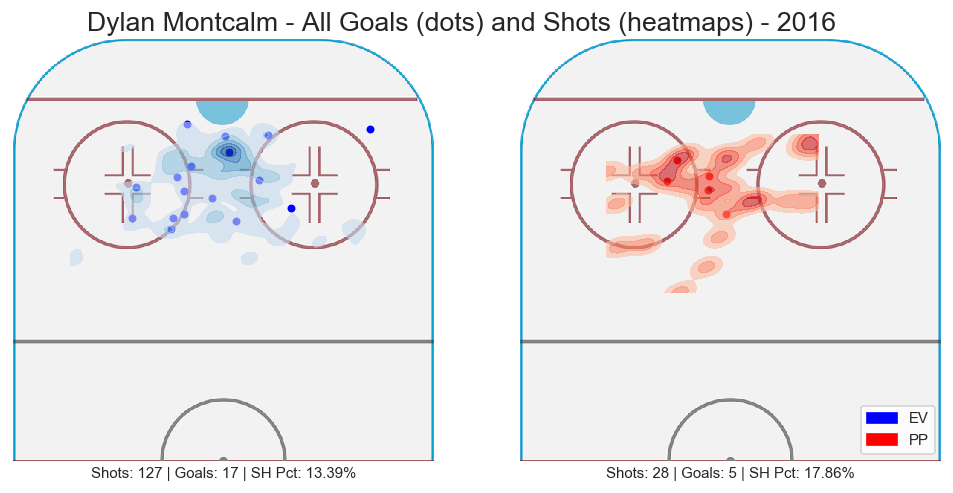 Dylan Montcalm - All Goals (dots) and Shots (heatmaps) - 2016
EV
PP
Shots: 127 | Goals: 17 | SH Pct: 13.39%
Shots: 28 | Goals: 5 | SH Pct: 17.86%